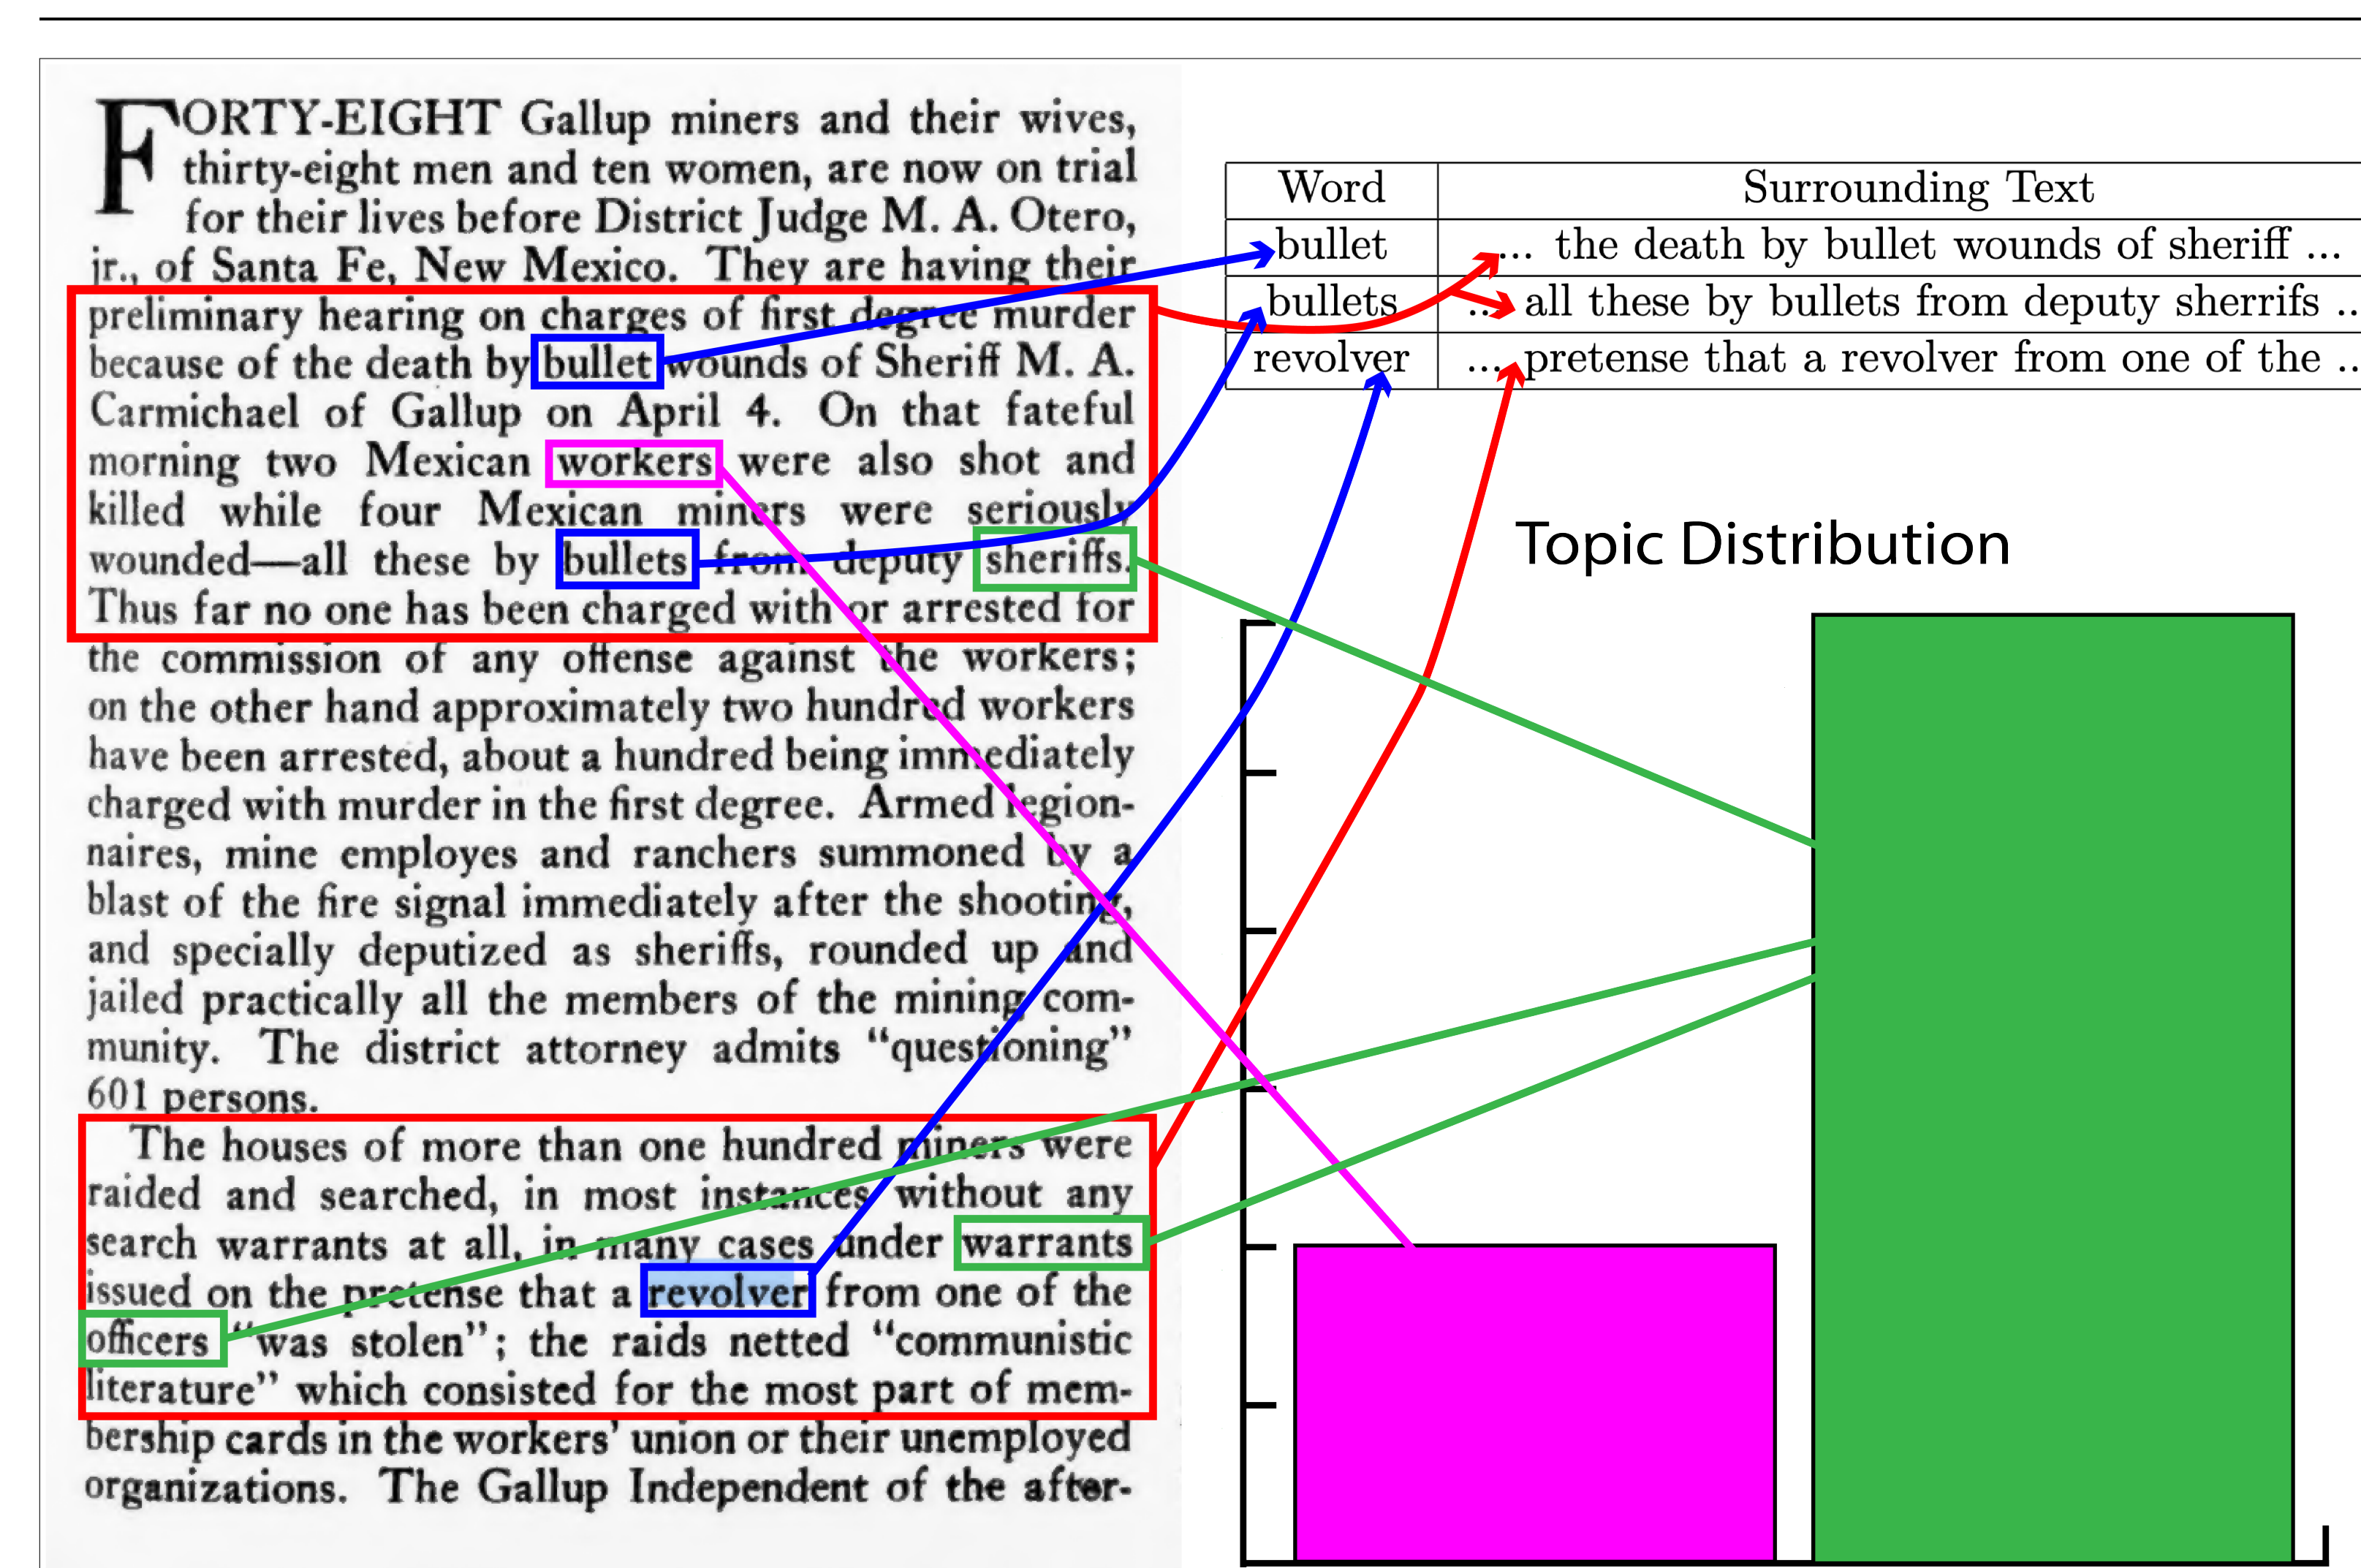 FORTY-EIGHT Gallup miners and their wives,
thirty-eight men and ten women, are now on trial
for their lives before District Judge M. A. Otero,
jr., of Santa Fe, New Mexico. They are having their
preliminary hearing on charges of first degree murder
because of the death by bullet wounds of Sheriff M. A.
Carmichael of Gallup on April 4. On that fateful
morning two Mexican workers were also shot and
killed while four Mexican miners were seriously
wounded—all these by bullets from deputy sheriffs.
Thus far no one has been charged with or arrested for
the commission of any offense against the workers;
on the other hand approximately two hundred workers
have been arrested, about a hundred being immediately
charged with murder in the first degree. Armed legion-
naires, mine employes and ranchers summoned by a
blast of the fire signal immediately after the shooting,
and specially deputized as sheriffs, rounded up and
jailed practically all the members of the mining com-
munity. The district attorney admits “questioning”
601 persons.
The houses of more than one hundred miners were
raided and searched, in most instances without any
search warrants at all, in many cases under warrants
issued on the pretense that a revolver from one of the
officers “was stolen”; the raids netted “communistic
literature” which consisted for the most part of mem-
bership cards in the workers’ union or their unemployed
organizations. The Gallup Independent of the after-
Word Surrounding Text
bullet ... the death by bullet wounds of sheriff ...
bullets ... all these by bullets from deputy sherrifs ..
revolver ... pretense that a revolver from one of the ..
Topic Distribution